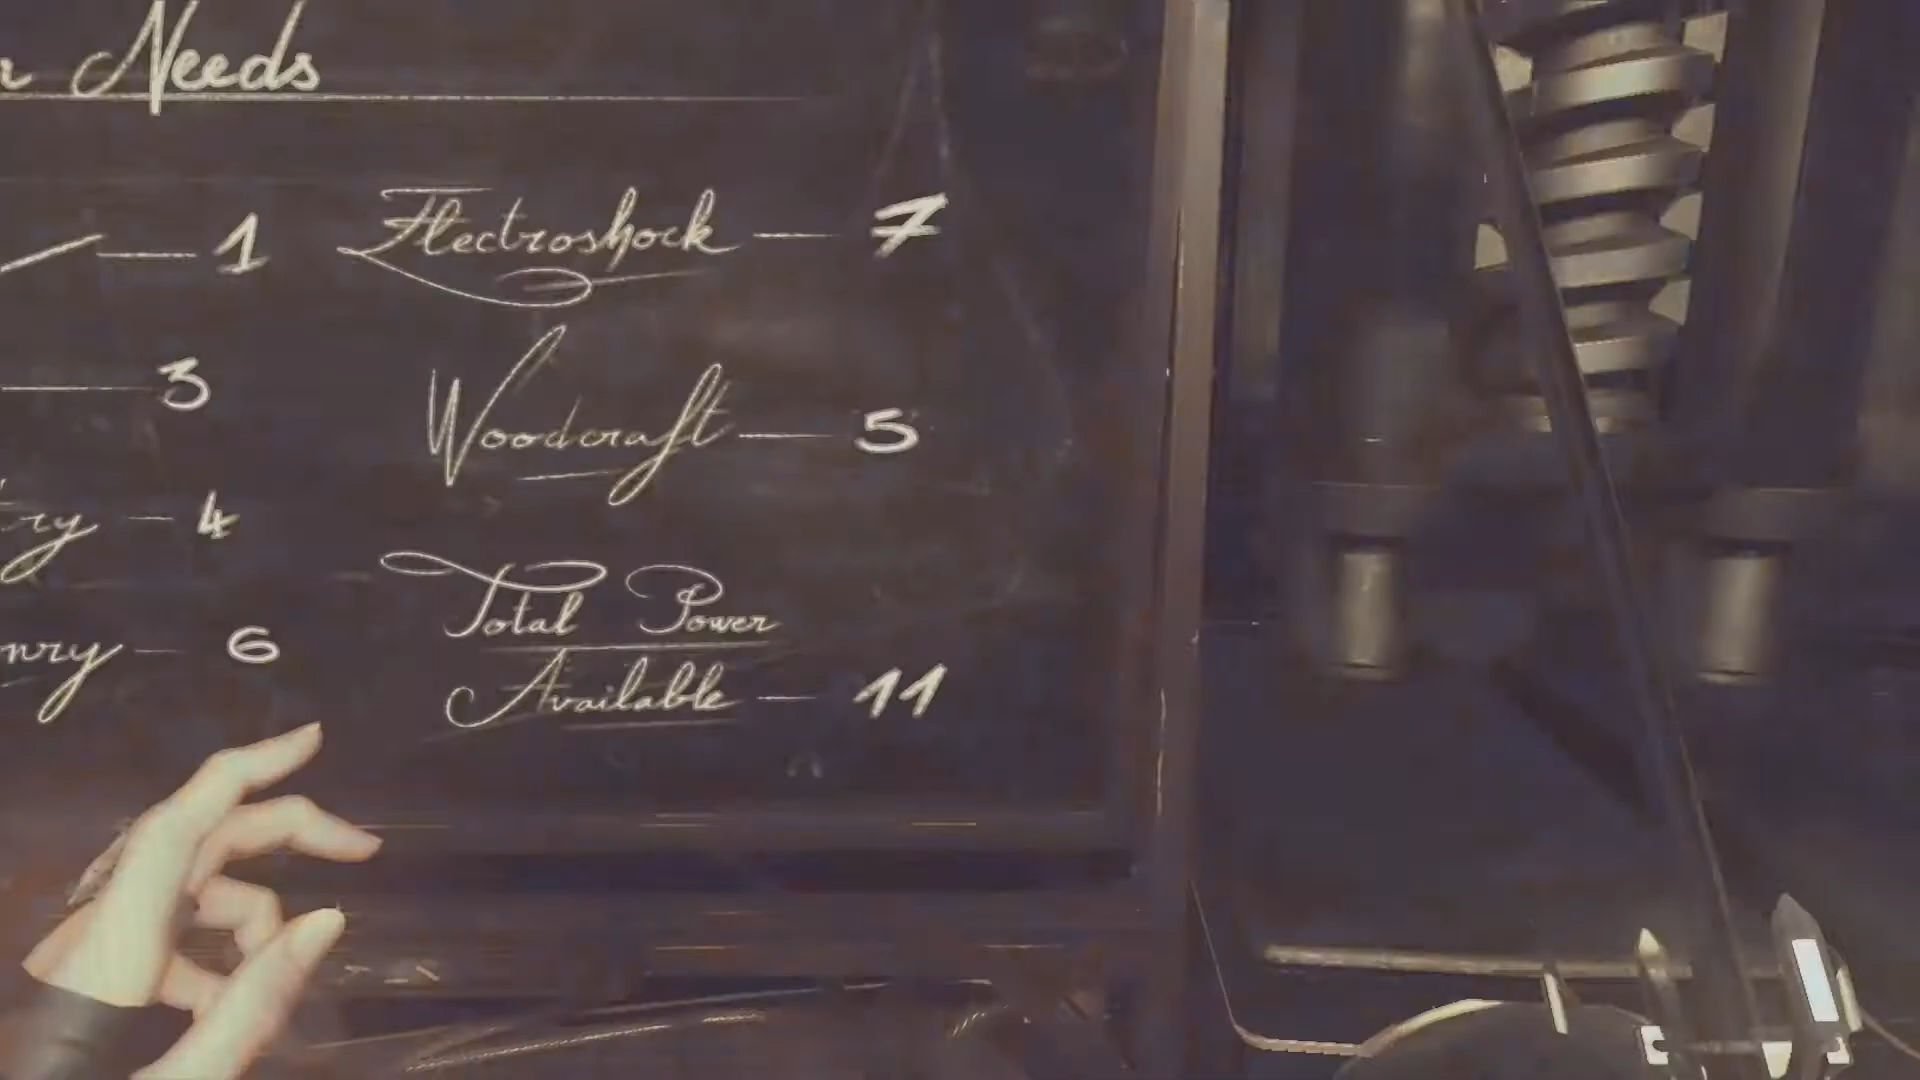 Needs
1
3
4
6
Electroshock — 7
Woodcraft — 5
Total Power
Available — 11